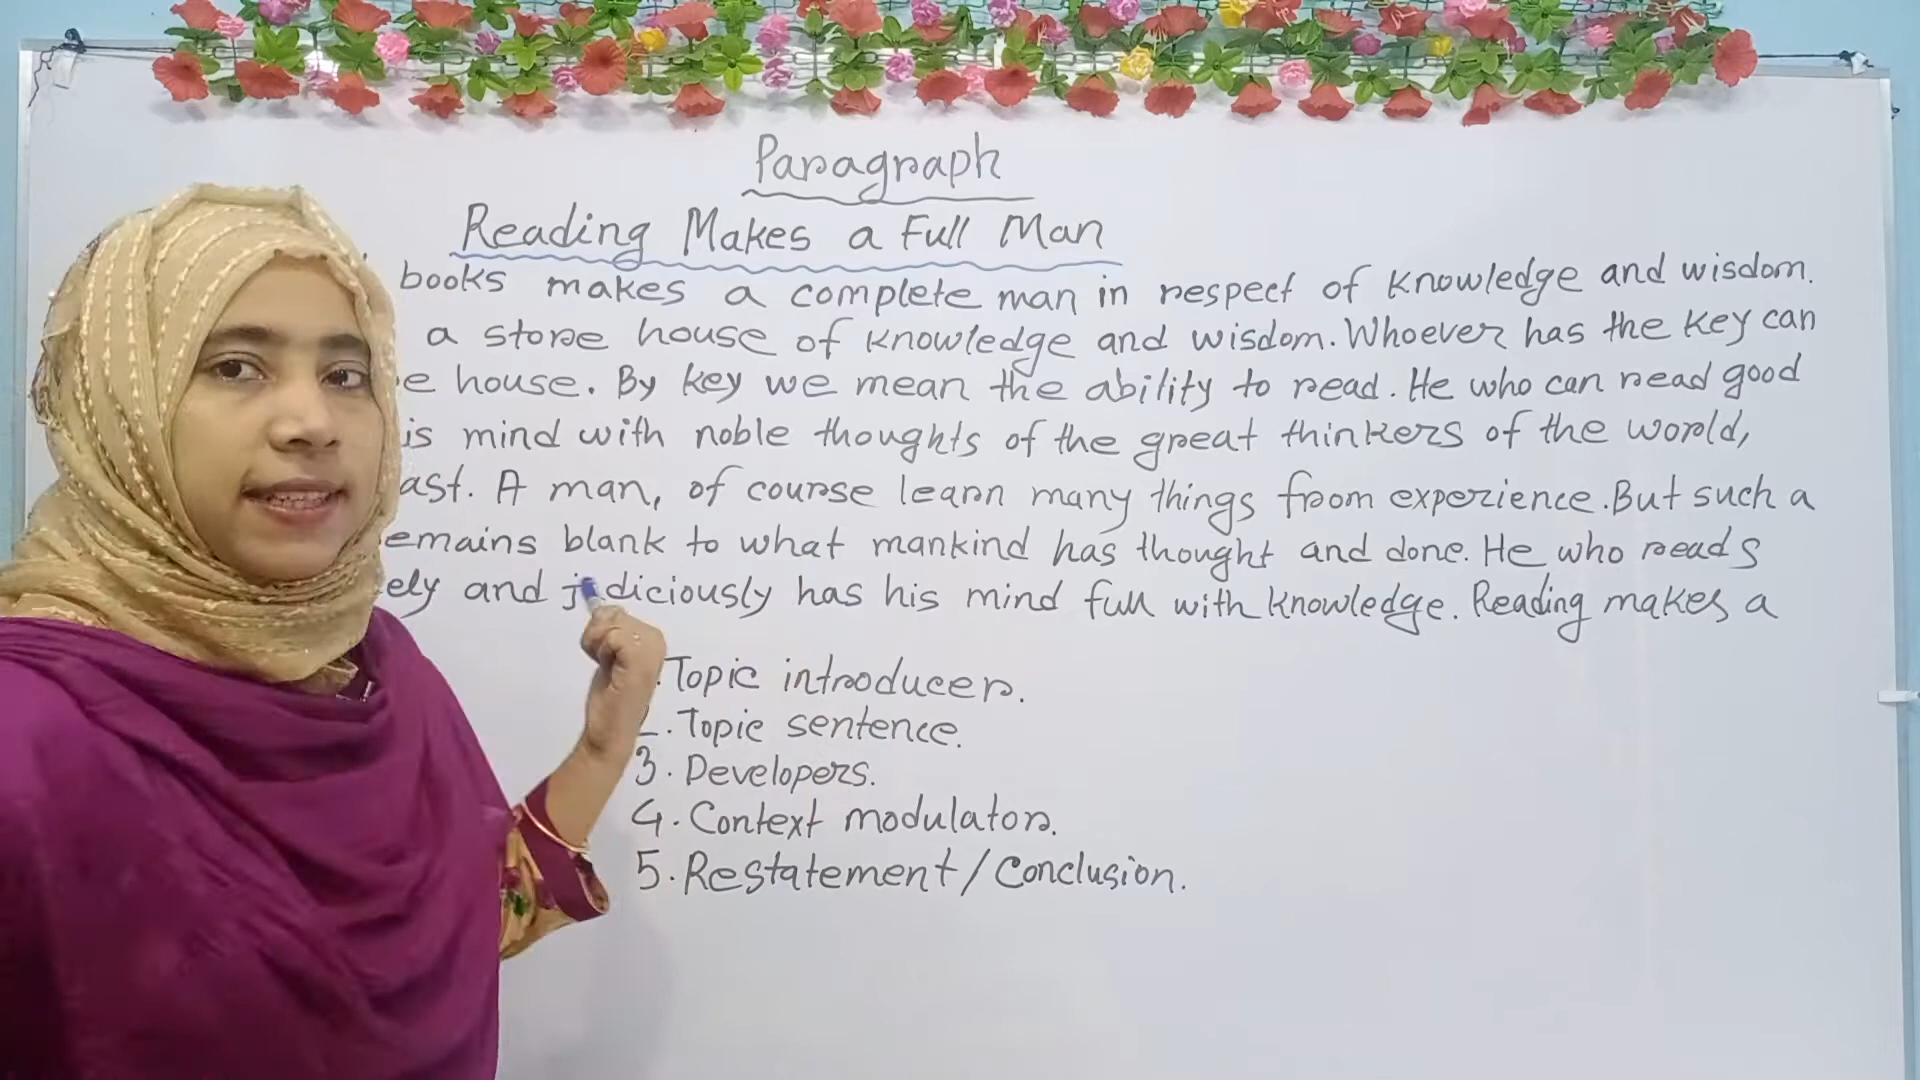 Paragraph
Reading Makes a Full Man
books makes a complete man in respect of knowledge and wisdom.
a store house of knowledge and wisdom. Whoever has the key can
house. By key we mean the ability to read. He who can read good
mind with noble thoughts of the great thinkers of the world,
A man, of course learn many things from experience. But such a
blank to what mankind has thought and done. He who reads
and judiciously has his mind full with knowledge. Reading makes a
Topic introducer.
2. Topic sentence.
3. Developers.
4. Context modulator.
5. Restatement/Conclusion.